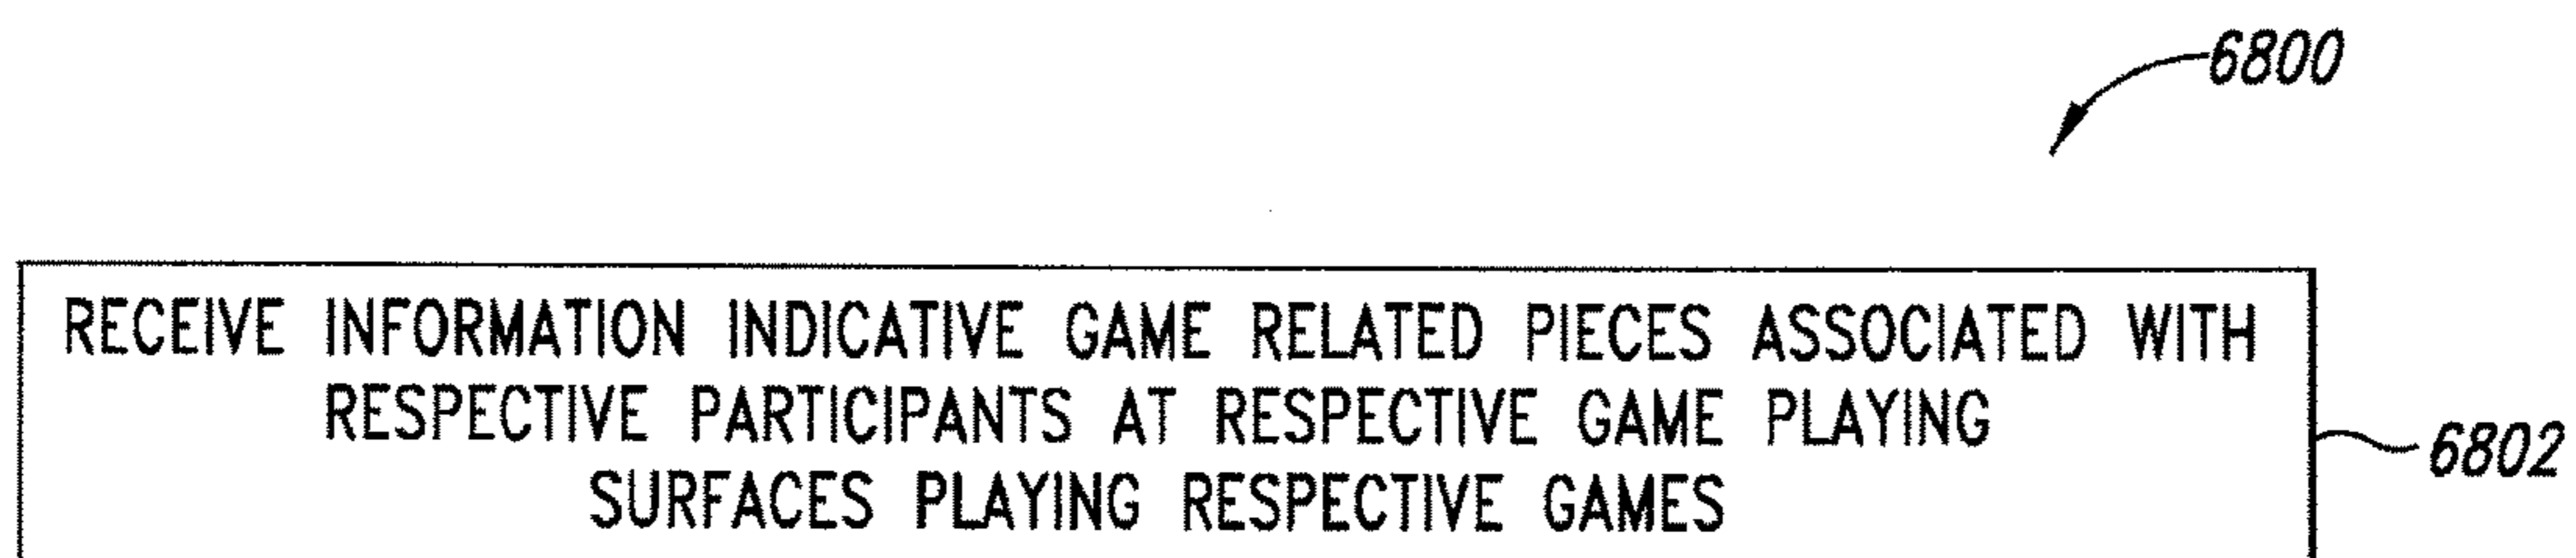 6800
RECEIVE INFORMATION INDICATIVE GAME RELATED PIECES ASSOCIATED WITH
RESPECTIVE PARTICIPANTS AT RESPECTIVE GAME PLAYING
SURFACES PLAYING RESPECTIVE GAMES
6802